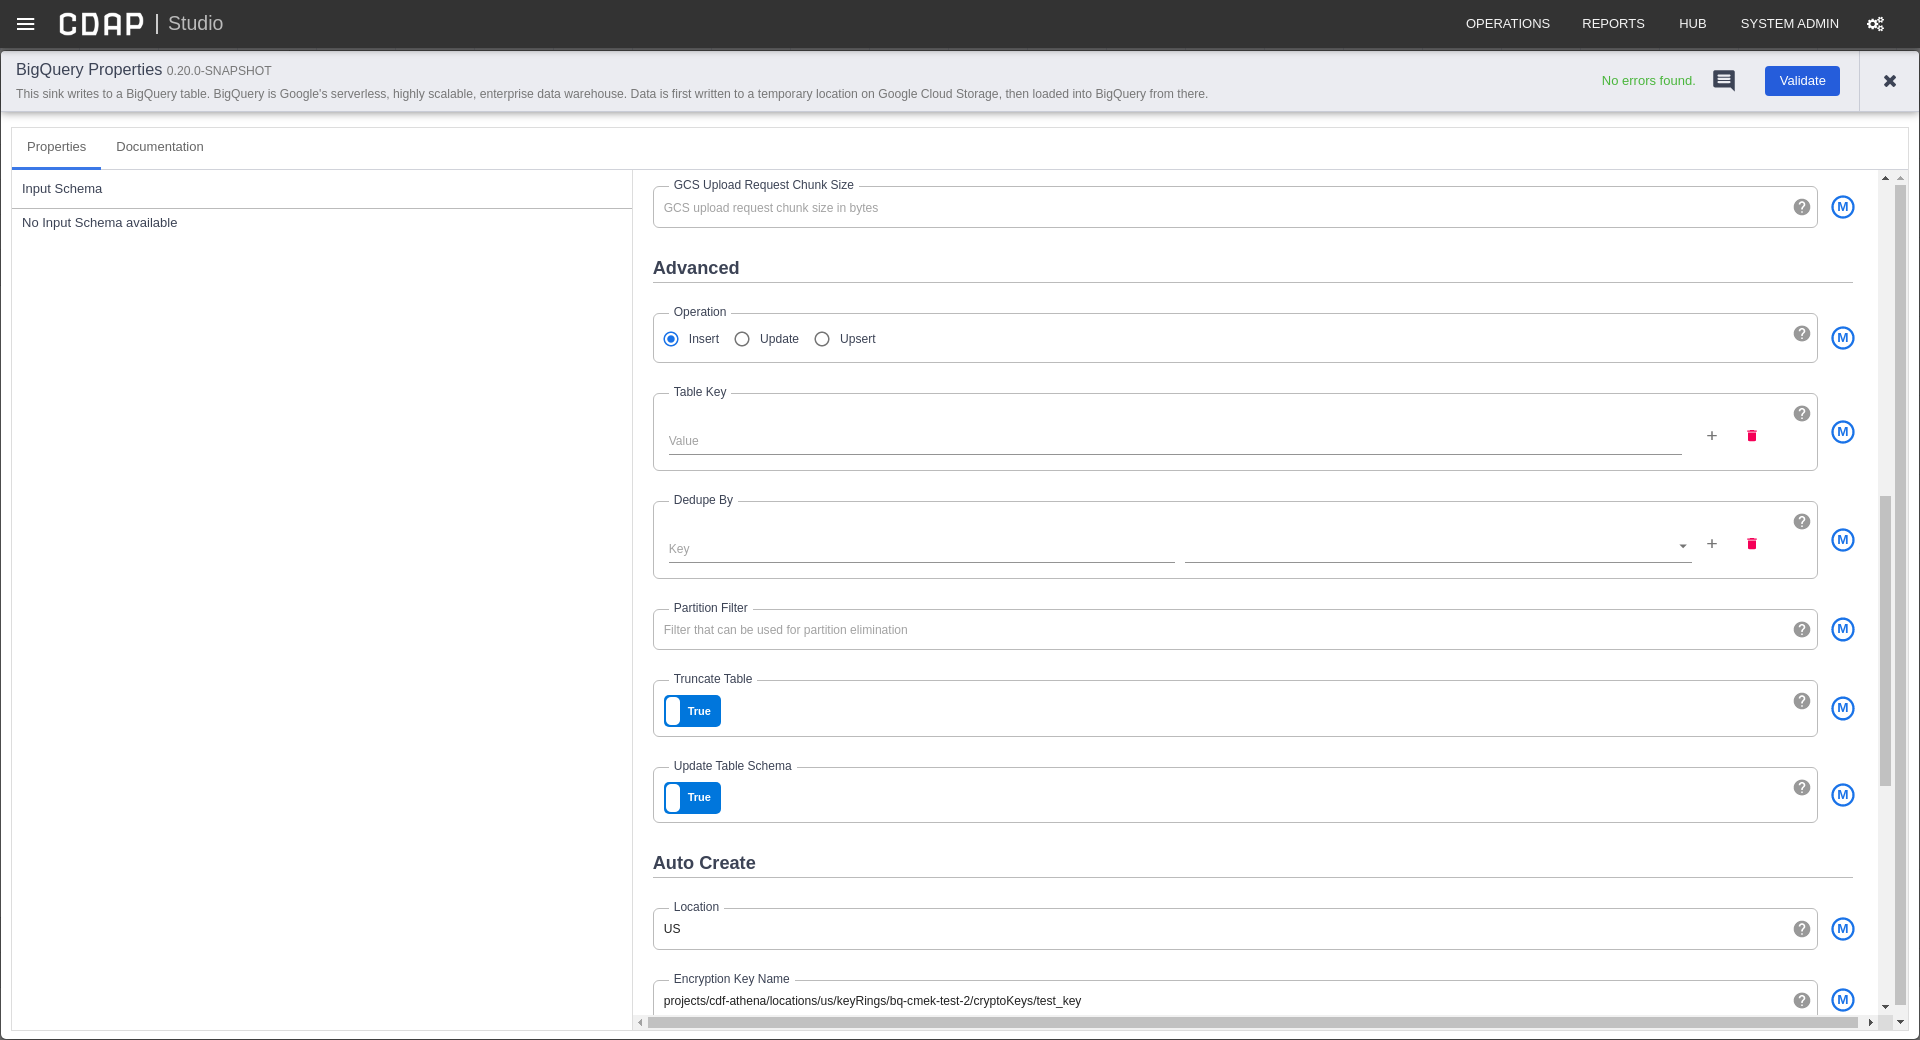 CDAP | Studio
OPERATIONS REPORTS HUB SYSTEM ADMIN
BigQuery Properties 0.20.0-SNAPSHOT
This sink writes to a BigQuery table. BigQuery is Google's serverless, highly scalable, enterprise data warehouse. Data is first written to a temporary location on Google Cloud Storage, then loaded into BigQuery from there.
No errors found.
Validate
Properties Documentation
Input Schema
No Input Schema available
GCS Upload Request Chunk Size
GCS upload request chunk size in bytes
? M
Advanced
Operation
Insert Update Upsert
? M
Table Key
Value
+
? M
Dedupe By
Key
+
? M
Partition Filter
Filter that can be used for partition elimination
? M
Truncate Table
True
? M
Update Table Schema
True
? M
Auto Create
Location
US
? M
Encryption Key Name
projects/cdf-athena/locations/us/keyRings/bq-cmek-test-2/cryptoKeys/test_key
? M